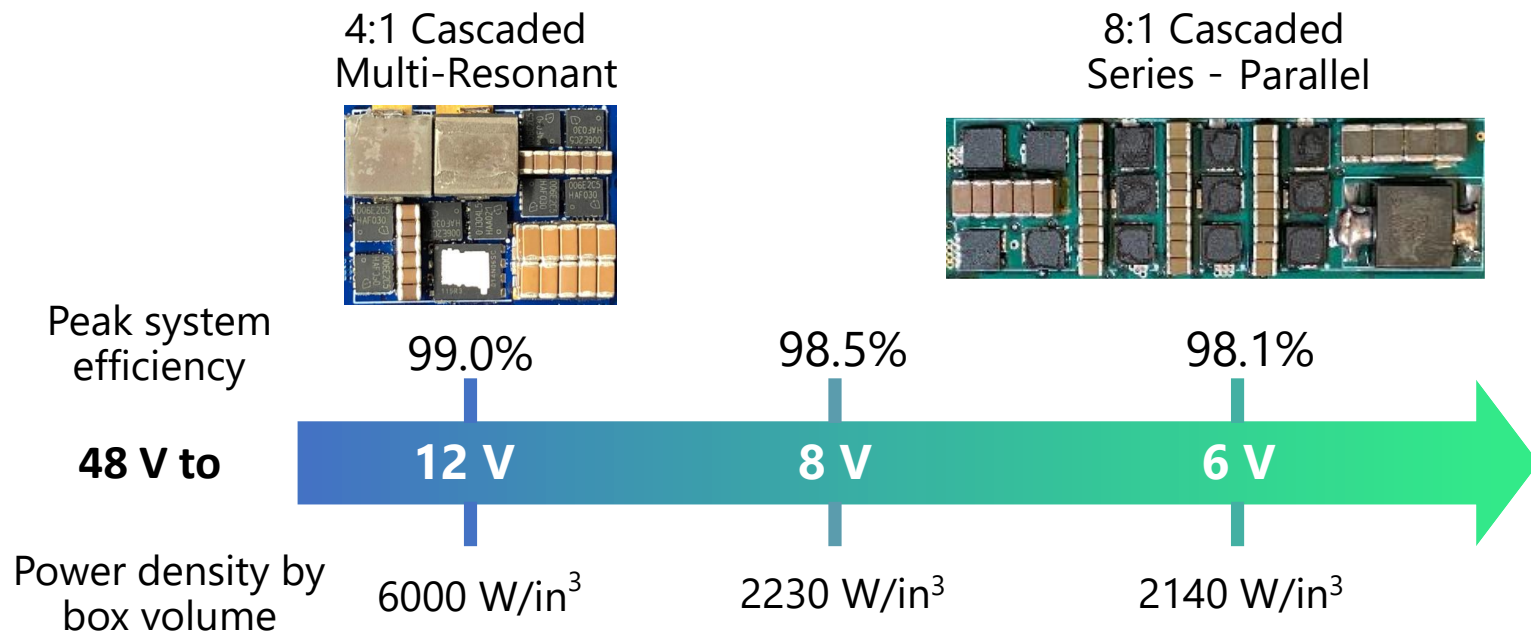 4:1 Cascaded
Multi-Resonant
8:1 Cascaded
Series - Parallel
Peak system
efficiency
99.0%
98.5%
98.1%
48 V to
12 V
8 V
6 V
Power density by
box volume
6000 W/in³
2230 W/in³
2140 W/in³